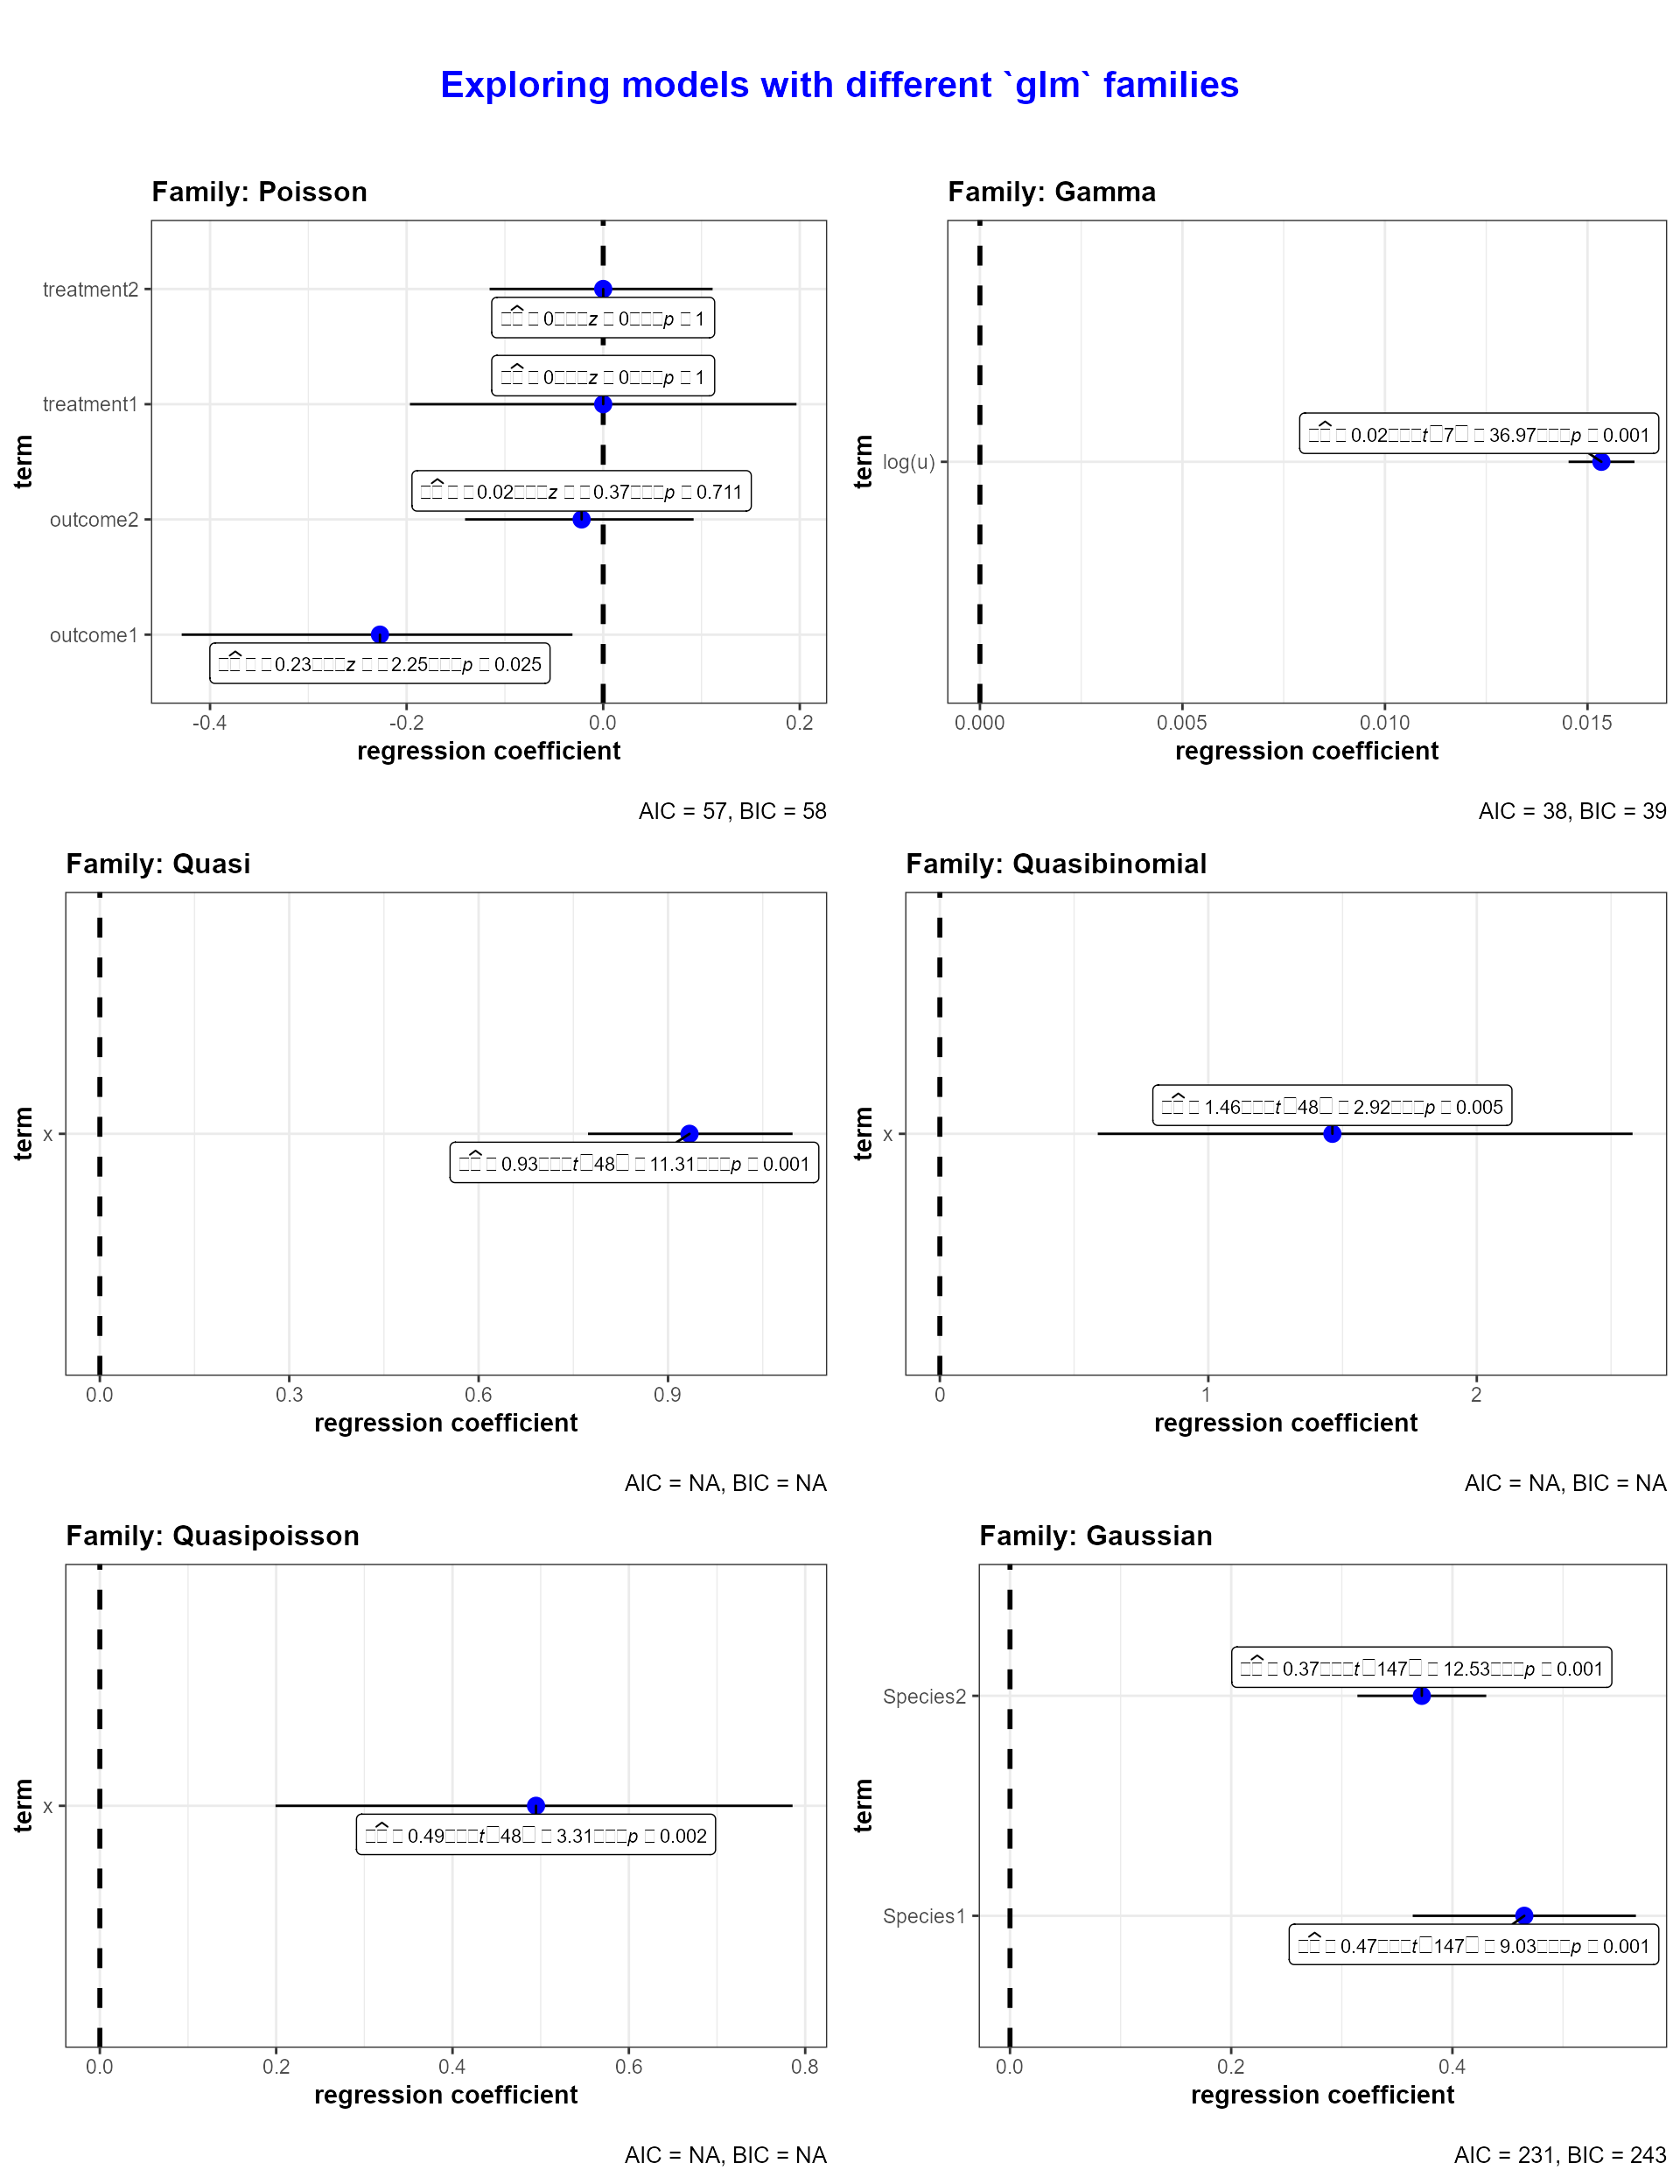 Exploring models with different `glm` families
Family: Poisson
term
treatment2
treatment1
outcome2
outcome1
□□̂ □ 0□□□z □ 0□□□p □ 1
□□̂ □ 0□□□z □ 0□□□p □ 1
□□̂ □ □0.02□□□z □ □0.37□□□p □ 0.711
□□̂ □ □0.23□□□z □ □2.25□□□p □ 0.025
-0.4 -0.2 0.0 0.2
regression coefficient
AIC = 57, BIC = 58
Family: Gamma
term
log(u)
□□̂ □ 0.02□□□t□7□ □ 36.97□□□p □ 0.001
0.000 0.005 0.010 0.015
regression coefficient
AIC = 38, BIC = 39
Family: Quasi
term
x
□□̂ □ 0.93□□□t□48□ □ 11.31□□□p □ 0.001
0.0 0.3 0.6 0.9
regression coefficient
AIC = NA, BIC = NA
Family: Quasibinomial
term
x
□□̂ □ 1.46□□□t□48□ □ 2.92□□□p □ 0.005
0 1 2
regression coefficient
AIC = NA, BIC = NA
Family: Quasipoisson
term
x
□□̂ □ 0.49□□□t□48□ □ 3.31□□□p □ 0.002
0.0 0.2 0.4 0.6 0.8
regression coefficient
AIC = NA, BIC = NA
Family: Gaussian
term
Species2
Species1
□□̂ □ 0.37□□□t□147□ □ 12.53□□□p □ 0.001
□□̂ □ 0.47□□□t□147□ □ 9.03□□□p □ 0.001
0.0 0.2 0.4
regression coefficient
AIC = 231, BIC = 243